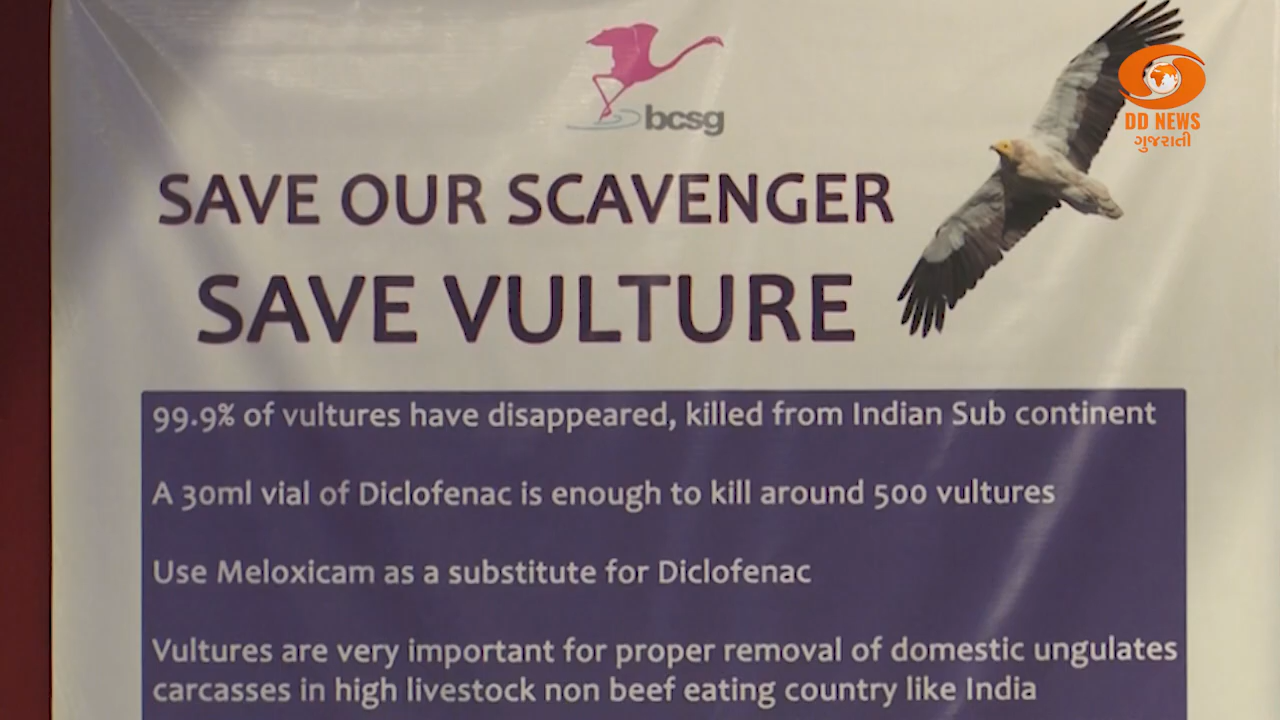 bcsg
DD NEWS
ગુજરાતી
SAVE OUR SCAVENGER
SAVE VULTURE
99.9% of vultures have disappeared, killed from Indian Sub continent
A 30ml vial of Diclofenac is enough to kill around 500 vultures
Use Meloxicam as a substitute for Diclofenac
Vultures are very important for proper removal of domestic ungulates
carcasses in high livestock non beef eating country like India